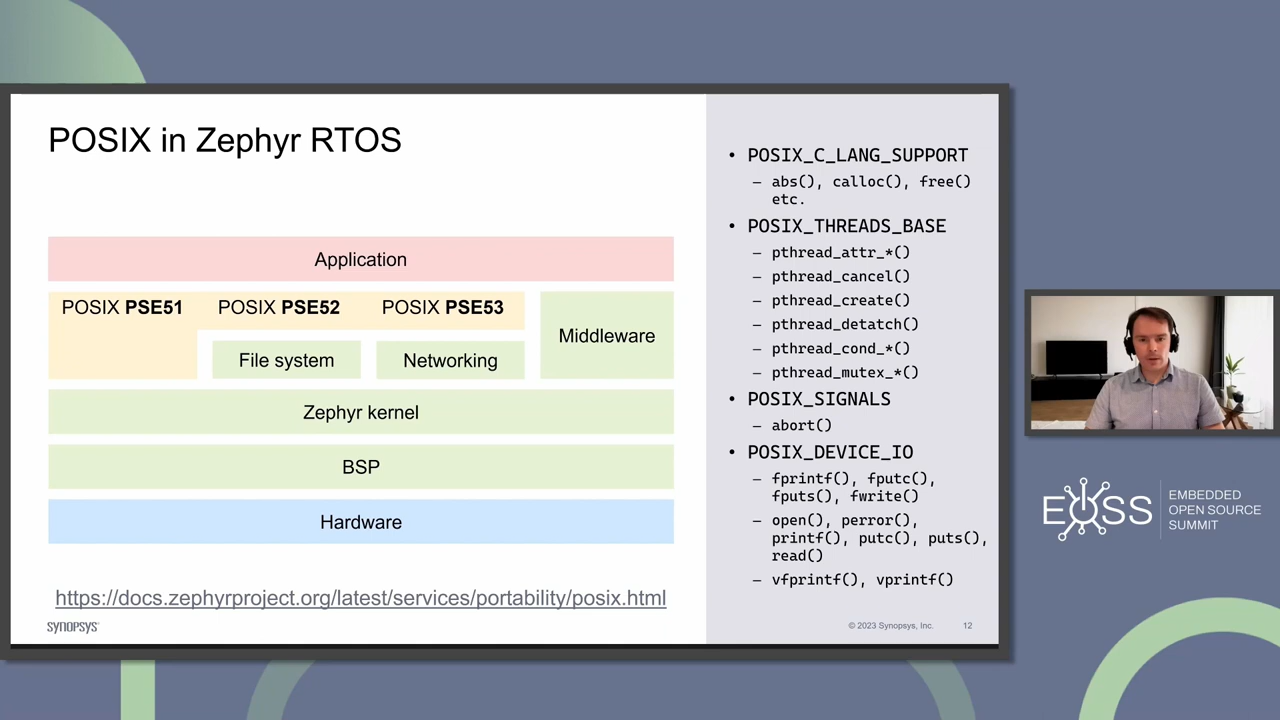 POSIX in Zephyr RTOS
Application
POSIX PSE51
POSIX PSE52
POSIX PSE53
Middleware
File system
Networking
Zephyr kernel
BSP
Hardware
https://docs.zephyrproject.org/latest/services/portability/posix.html
SYNOPSYS®
• POSIX_C_LANG_SUPPORT
– abs(), calloc(), free()
etc.
• POSIX_THREADS_BASE
– pthread_attr_*()
– pthread_cancel()
– pthread_create()
– pthread_detatch()
– pthread_cond_*()
– pthread_mutex_*()
• POSIX_SIGNALS
– abort()
• POSIX_DEVICE_IO
– fprintf(), fputc(),
fputs(), fwrite()
– open(), perror(),
printf(), putc(), puts(),
read()
– vfprintf(), vprintf()
© 2023 Synopsys, Inc.
12
EOSS
EMBEDDED
OPEN SOURCE
SUMMIT